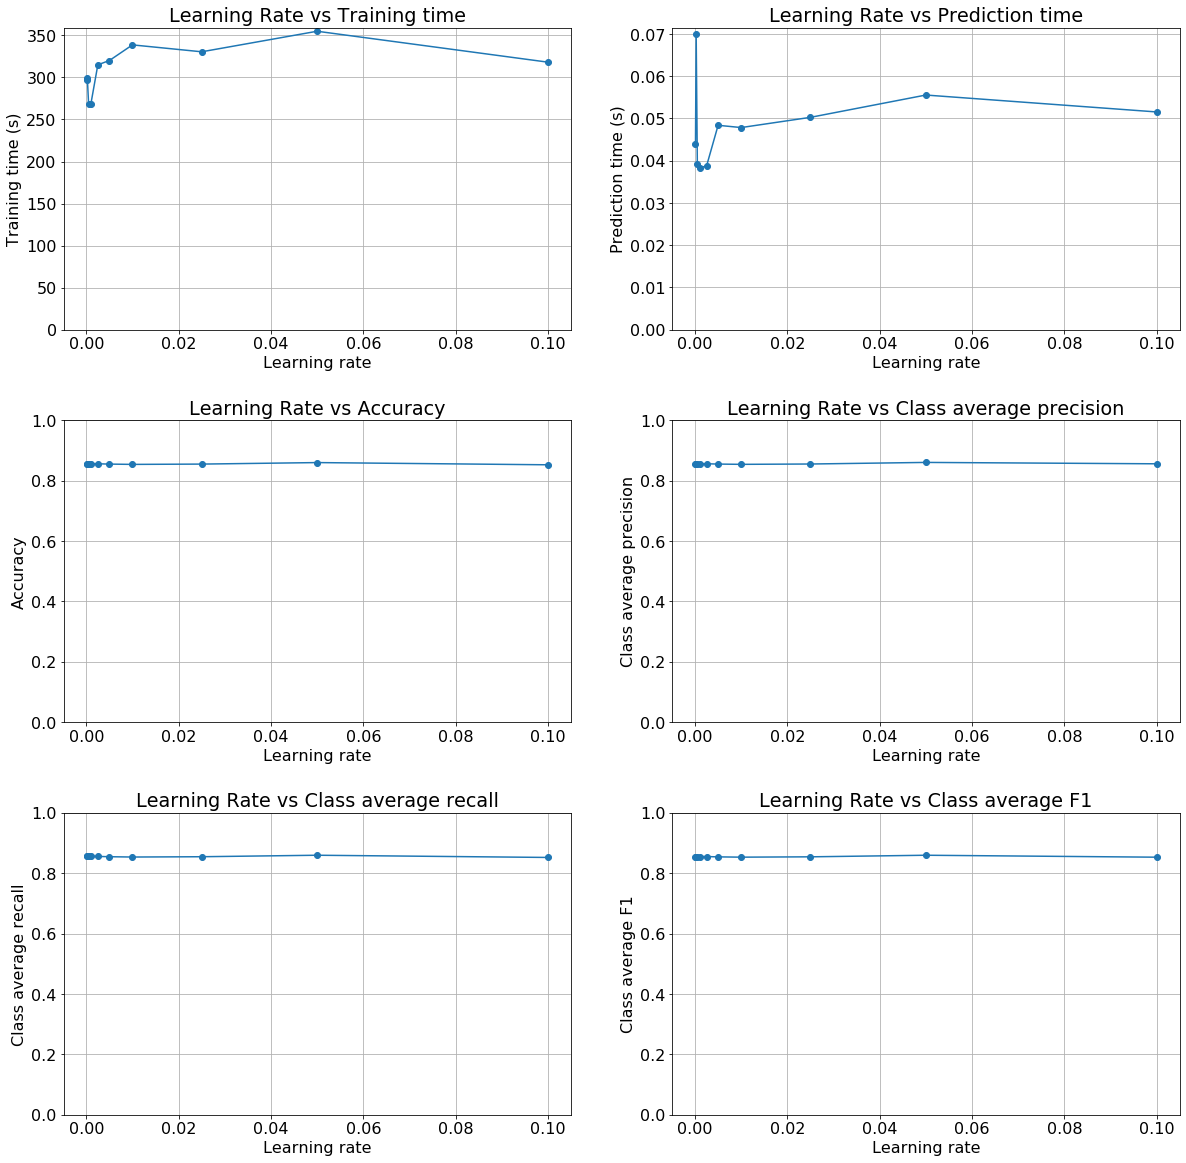 Learning Rate vs Training time
350
300
250
200
150
100
50
0
Training time (s)
0.00 0.02 0.04 0.06 0.08 0.10
Learning rate
Learning Rate vs Prediction time
0.07
0.06
0.05
0.04
0.03
0.02
0.01
0.00
Prediction time (s)
0.00 0.02 0.04 0.06 0.08 0.10
Learning rate
Learning Rate vs Accuracy
1.0
0.8
0.6
0.4
0.2
0.0
Accuracy
0.00 0.02 0.04 0.06 0.08 0.10
Learning rate
Learning Rate vs Class average precision
1.0
0.8
0.6
0.4
0.2
0.0
Class average precision
0.00 0.02 0.04 0.06 0.08 0.10
Learning rate
Learning Rate vs Class average recall
1.0
0.8
0.6
0.4
0.2
0.0
Class average recall
0.00 0.02 0.04 0.06 0.08 0.10
Learning rate
Learning Rate vs Class average F1
1.0
0.8
0.6
0.4
0.2
0.0
Class average F1
0.00 0.02 0.04 0.06 0.08 0.10
Learning rate